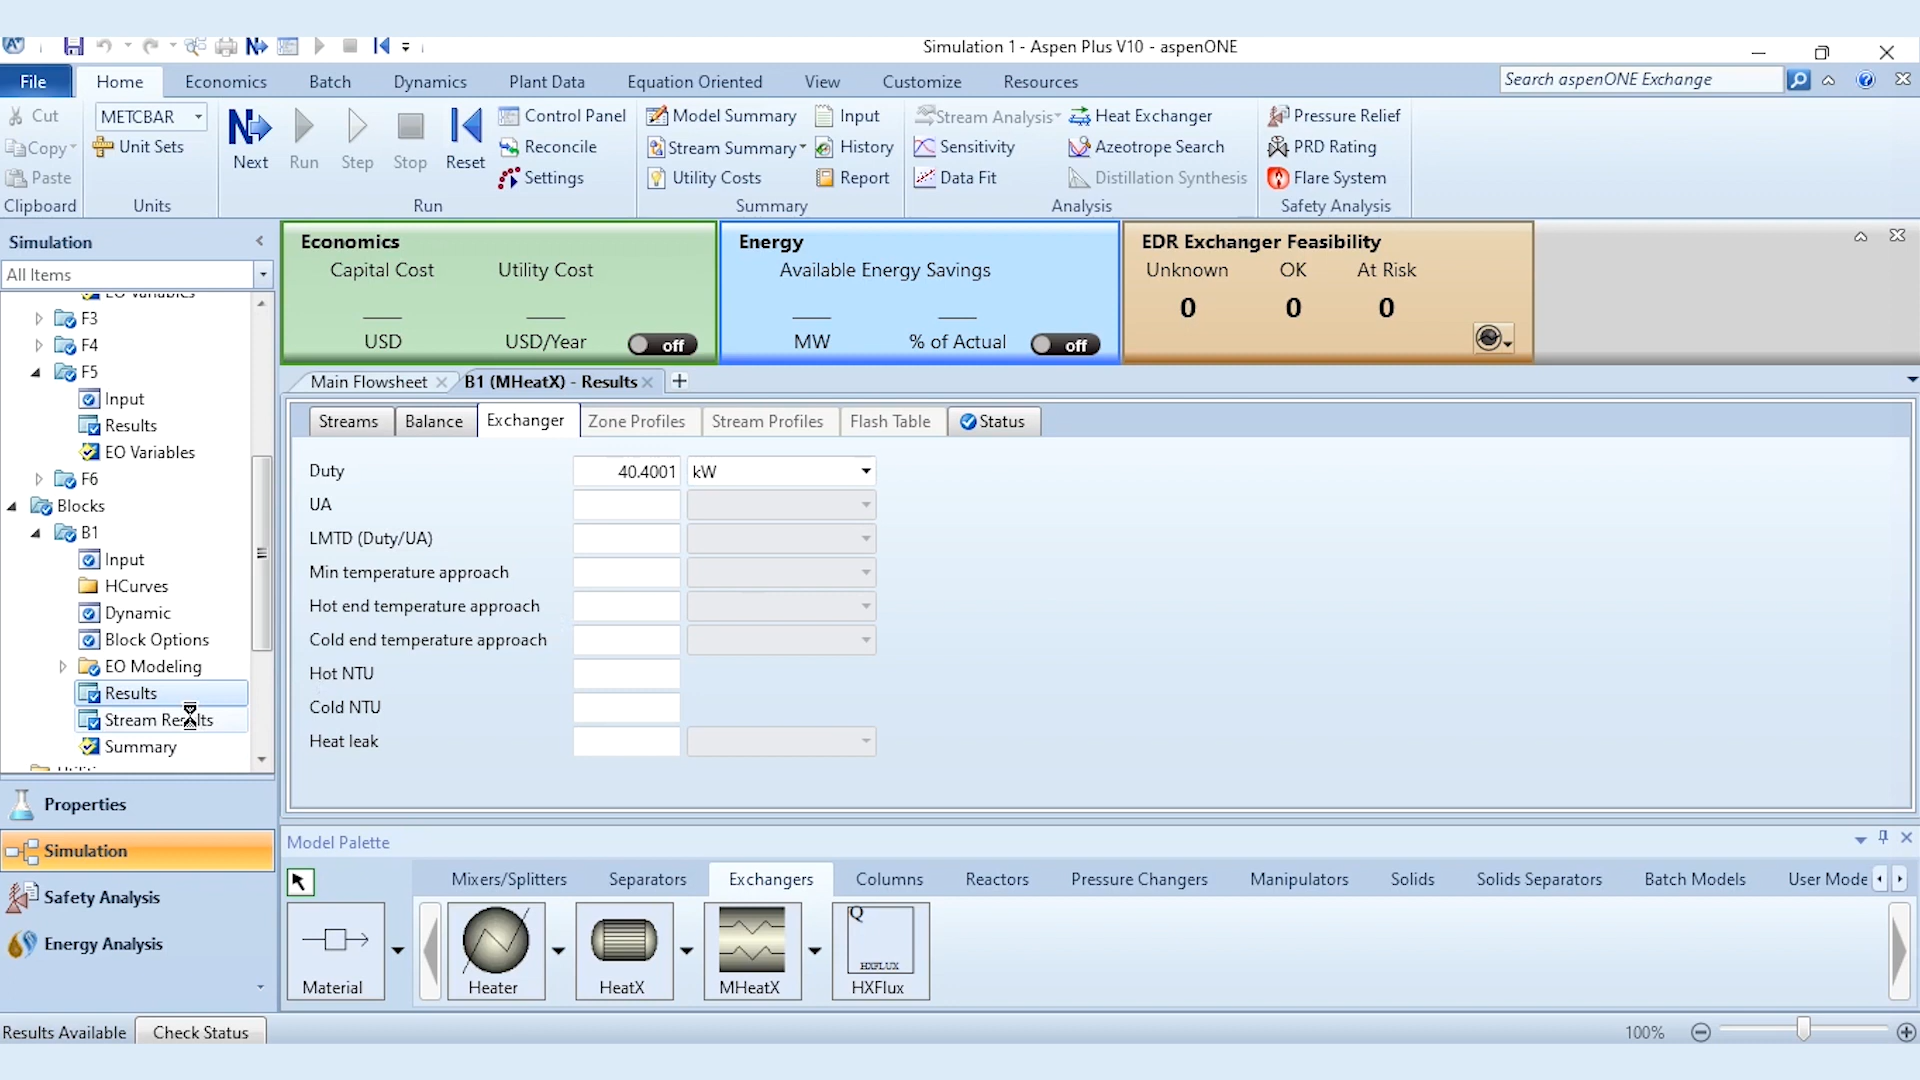 Simulation 1 - Aspen Plus V10 - aspenONE
File Home Economics Batch Dynamics Plant Data Equation Oriented View Customize Resources Search aspenONE Exchange
Cut METCBAR Control Panel Model Summary Input Stream Analysis Heat Exchanger Pressure Relief
Copy Unit Sets Reconcile Stream Summary History Sensitivity Azeotrope Search PRD Rating
Next Run Step Stop Reset
Paste Settings Utility Costs Report Data Fit Distillation Synthesis Flare System
Clipboard Units Run Summary Analysis Safety Analysis
Simulation
All Items
EO Variables
F3
F4
F5
Input
Results
EO Variables
F6
Blocks
B1
Input
HCurves
Dynamic
Block Options
EO Modeling
Results
Stream Results
Summary
Properties
Simulation
Safety Analysis
Energy Analysis
Economics
Capital Cost Utility Cost
USD USD/Year off
Energy
Available Energy Savings
MW % of Actual off
EDR Exchanger Feasibility
Unknown OK At Risk
0 0 0
Main Flowsheet B1 (MHeatX) - Results
Streams Balance Exchanger Zone Profiles Stream Profiles Flash Table Status
Duty 40.4001 kW
UA
LMTD (Duty/UA)
Min temperature approach
Hot end temperature approach
Cold end temperature approach
Hot NTU
Cold NTU
Heat leak
Model Palette
Mixers/Splitters Separators Exchangers Columns Reactors Pressure Changers Manipulators Solids Solids Separators Batch Models User Mode
Q
HXFLUX
Material Heater HeatX MHeatX HXFlux
Results Available Check Status 100%